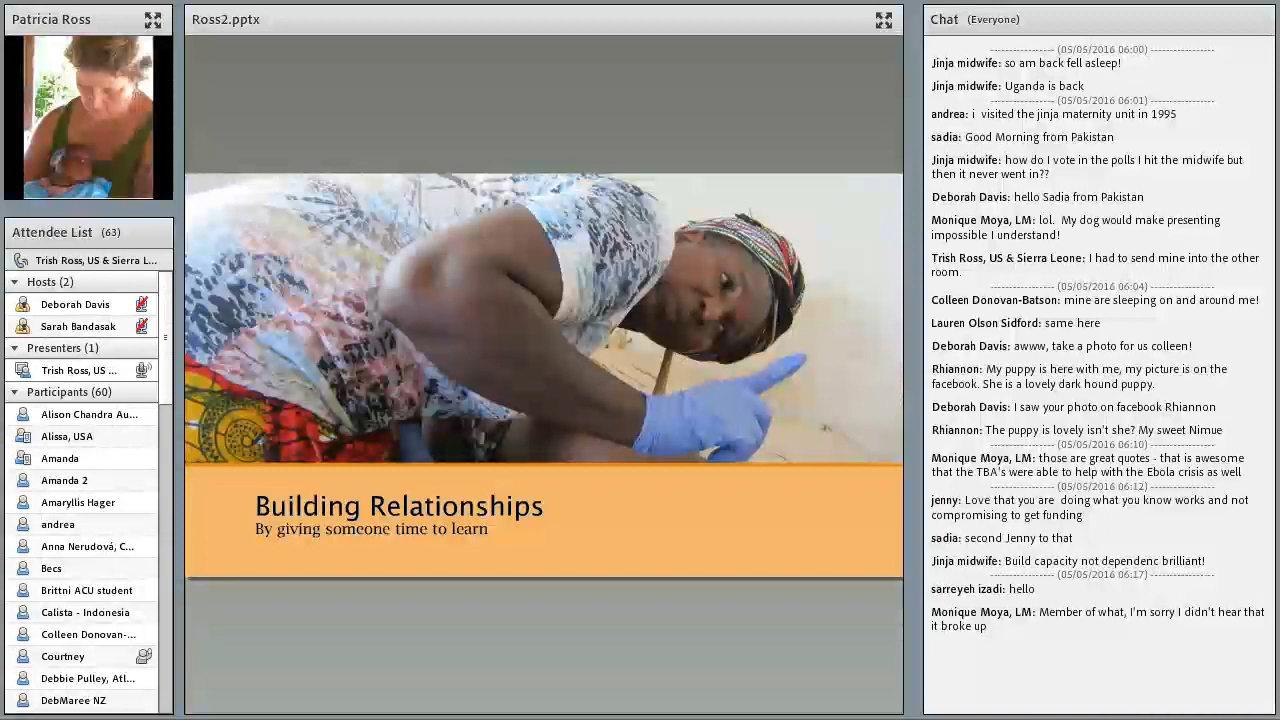 Patricia Ross
Attendee List (63)
Trish Ross, US & Sierra L...
Hosts (2)
Deborah Davis
Sarah Bandasak
Presenters (1)
Trish Ross, US ...
Participants (60)
Alison Chandra Au...
Alissa, USA
Amanda
Amanda 2
Amaryllis Hager
andrea
Anna Nerudová, C...
Becs
Brittni ACU student
Calista - Indonesia
Colleen Donovan-...
Courtney
Debbie Pulley, Atl...
DebMaree NZ
Ross2.pptx
Building Relationships
By giving someone time to learn
Chat (Everyone)
------------------ (05/05/2016 06:00) ------------------
Jinja midwife: so am back fell asleep!
Jinja midwife: Uganda is back
------------------ (05/05/2016 06:01) ------------------
andrea: i  visited the jinja maternity unit in 1995
sadia: Good Morning from Pakistan
Jinja midwife: how do I vote in the polls I hit the midwife but
then it never went in??
Deborah Davis: hello Sadia from Pakistan
Monique Moya, LM: lol.  My dog would make presenting
impossible I understand!
Trish Ross, US & Sierra Leone: I had to send mine into the other
room.
------------------ (05/05/2016 06:04) ------------------
Colleen Donovan-Batson: mine are sleeping on and around me!
Lauren Olson Sidford: same here
Deborah Davis: awww, take a photo for us colleen!
Rhiannon: My puppy is here with me, my picture is on the
facebook. She is a lovely dark hound puppy.
Deborah Davis: I saw your photo on facebook Rhiannon
Rhiannon: The puppy is lovely isn't she? My sweet Nimue
------------------ (05/05/2016 06:10) ------------------
Monique Moya, LM: those are great quotes - that is awesome
that the TBA's were able to help with the Ebola crisis as well
------------------ (05/05/2016 06:12) ------------------
jenny: Love that you are  doing what you know works and not
compromising to get funding
sadia: second Jenny to that
Jinja midwife: Build capacity not dependenc brilliant!
------------------ (05/05/2016 06:17) ------------------
sarreyeh izadi: hello
Monique Moya, LM: Member of what, I'm sorry I didn't hear that
it broke up